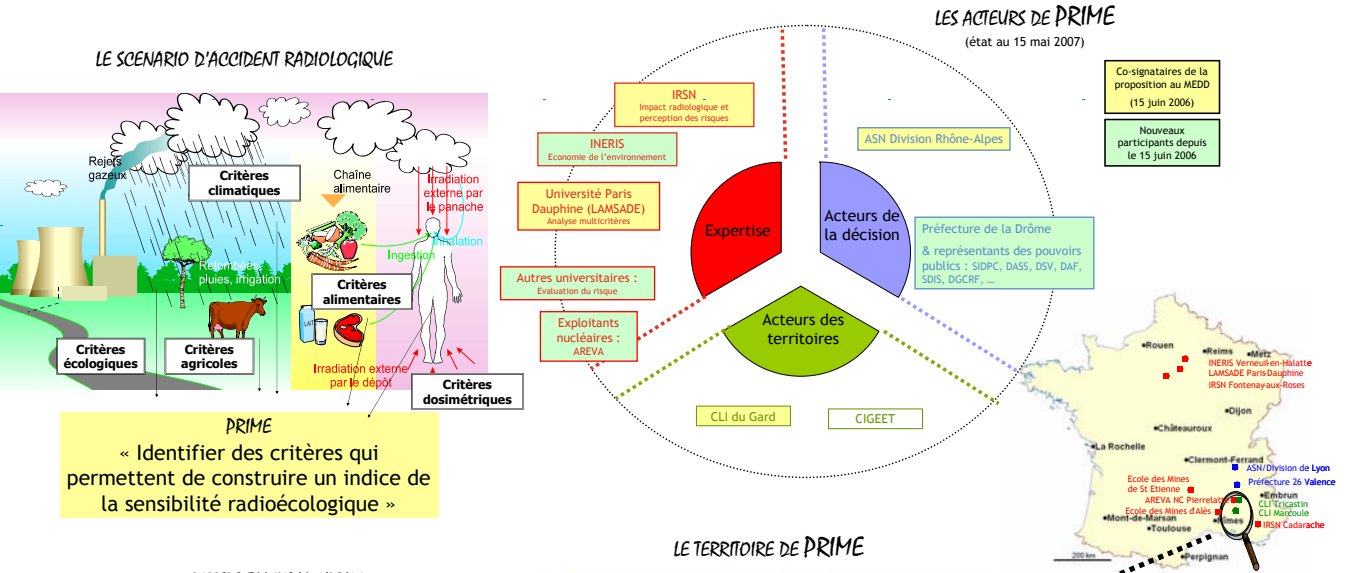 LE SCENARIO D'ACCIDENT RADIOLOGIQUE
Rejets
gazeux
Critères
climatiques
Chaîne
alimentaire
Irradiation
externe par
le panache
Inhalation
Ingestion
Retombées,
pluies, irrigation
Critères
alimentaires
LAIT
Critères
écologiques
Critères
agricoles
Irradiation externe
par le dépôt
Critères
dosimétriques
PRIME
« Identifier des critères qui
permettent de construire un indice de
la sensibilité radioécologique »
LES ACTEURS DE PRIME
(état au 15 mai 2007)
Co-signataires de la
proposition au MEDD
(15 juin 2006)
Nouveaux
participants depuis
le 15 juin 2006
IRSN
Impact radiologique et
perception des risques
INERIS
Economie de l'environnement
Université Paris
Dauphine (LAMSADE)
Analyse multicritères
Autres universitaires :
Evaluation du risque
Exploitants
nucléaires :
AREVA
Expertise
Acteurs de
la décision
Acteurs des
territoires
ASN Division Rhône-Alpes
Préfecture de la Drôme
& représentants des pouvoirs
publics : SIDPC, DASS, DSV, DAF,
SDIS, DGCRF, ...
CLI du Gard
CIGEET
Rouen
Reims
Metz
INERIS Verneuil-en-Halatte
LAMSADE Paris-Dauphine
IRSN Fontenay-aux-Roses
Dijon
Châteauroux
La Rochelle
Clermont-Ferrand
ASN/Division de Lyon
Ecole des Mines
de St Etienne
Préfecture 26 Valence
Embrun
AREVA NC Pierrelatte
CLI Tricastin
Ecole des Mines d'Alès
CLI Marcoule
Mont-de-Marsan
Nîmes
IRSN Cadarache
Toulouse
200 km
Perpignan
LE TERRITOIRE DE PRIME